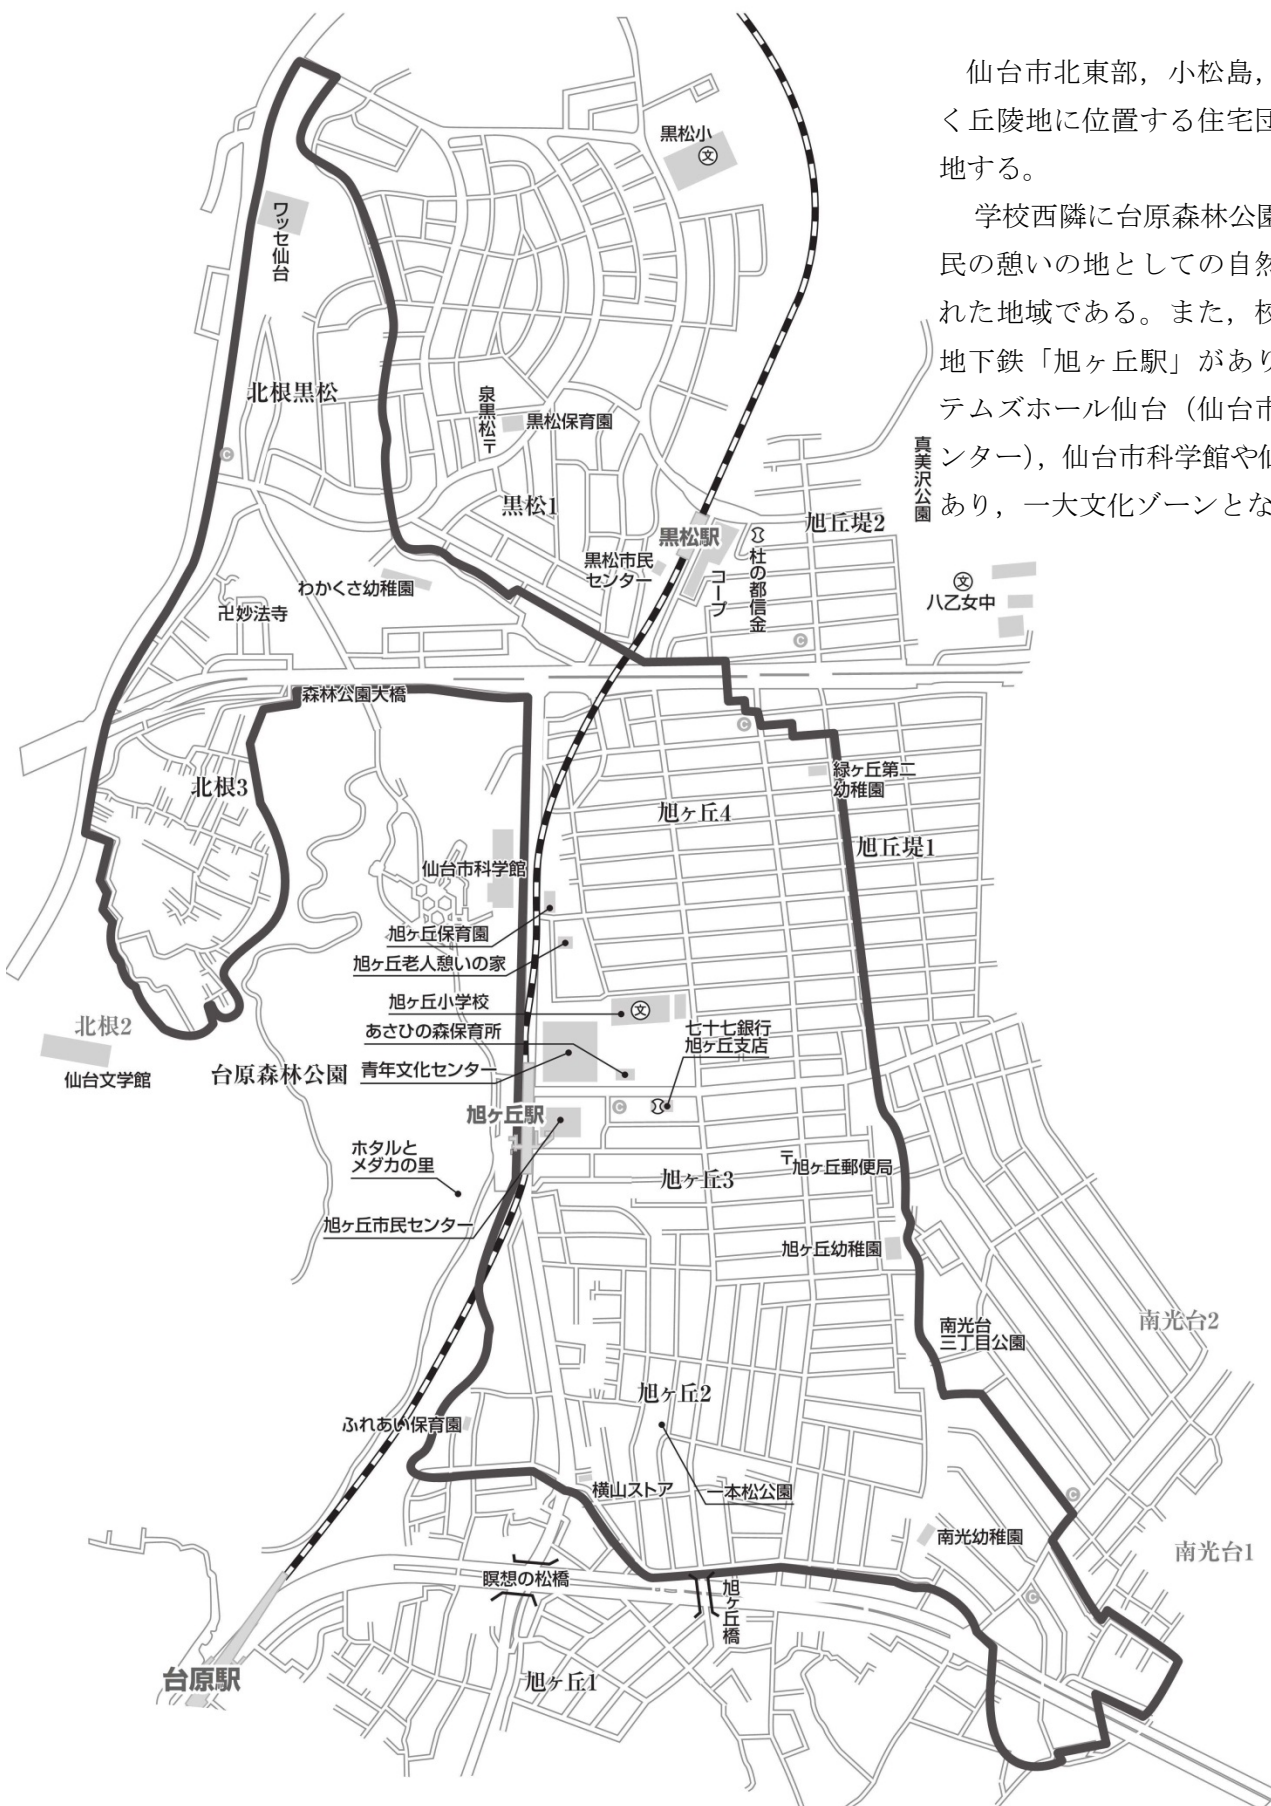 仙台市北東部，小松島，
く丘陵地に位置する住宅団
地する。
学校西隣に台原森林公園
民の憩いの地としての自然
れた地域である。また，校
地下鉄「旭ヶ丘駅」があり
テムズホール仙台（仙台市
ンター），仙台市科学館や仙
あり，一大文化ゾーンとな
黒松小
文
ワッセ仙台
北根黒松
泉黒松〒
黒松保育園
真美沢公園
C
黒松1
黒松駅
旭丘堤2
黒松市民
センター
コープ
杜の都信金
わかくさ幼稚園
卍妙法寺
文
八乙女中
C
森林公園大橋
C
北根3
緑ヶ丘第二
幼稚園
旭ヶ丘4
旭丘堤1
仙台市科学館
旭ヶ丘保育園
旭ヶ丘老人憩いの家
旭ヶ丘小学校
文
北根2
あさひの森保育所
七十七銀行
旭ヶ丘支店
仙台文学館
台原森林公園
青年文化センター
旭ヶ丘駅
C
ホタルと
メダカの里
旭ヶ丘3
〒旭ヶ丘郵便局
旭ヶ丘市民センター
旭ヶ丘幼稚園
南光台
三丁目公園
南光台2
旭ヶ丘2
ふれあい保育園
横山ストア
一本松公園
C
南光幼稚園
南光台1
瞑想の松橋
旭ヶ丘橋
C
台原駅
旭ヶ丘1